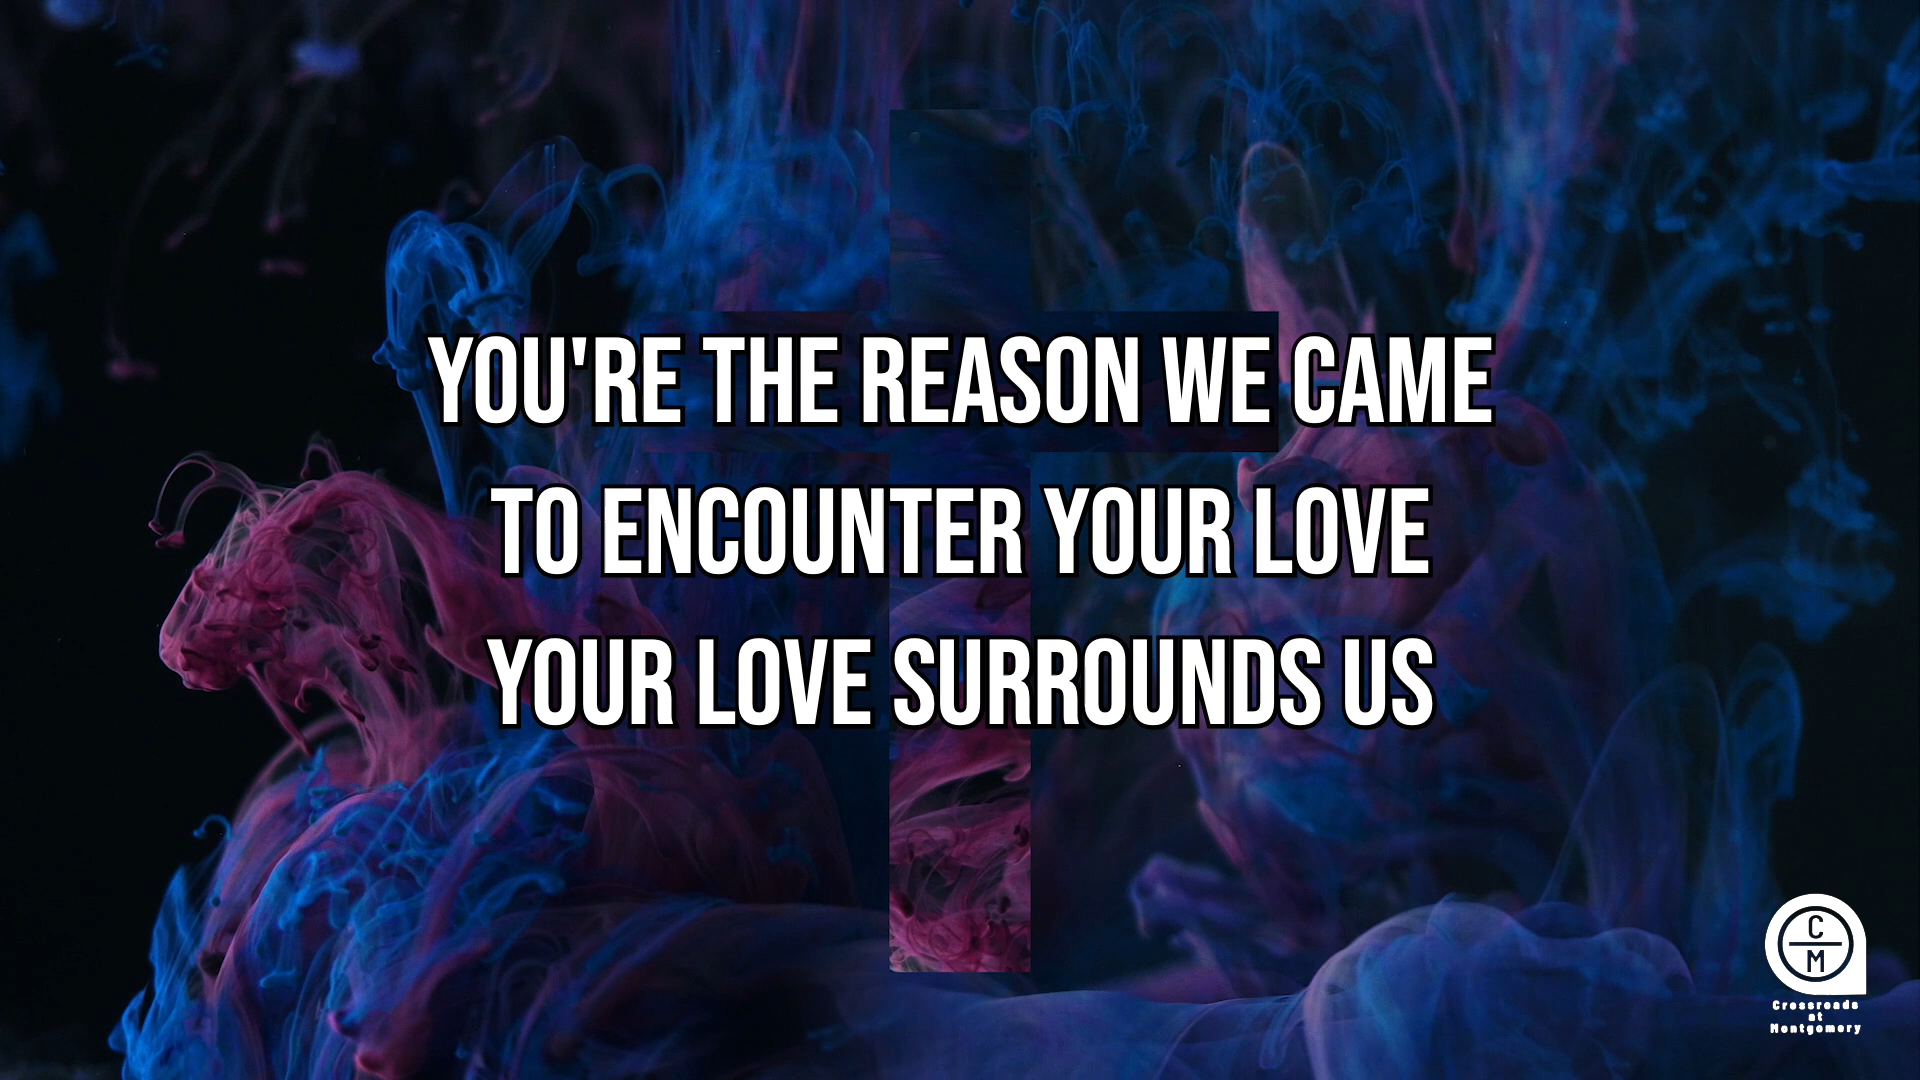 YOU'RE THE REASON WE CAME
TO ENCOUNTER YOUR LOVE
YOUR LOVE SURROUNDS US
C
M
Crossroads
at
Montgomery